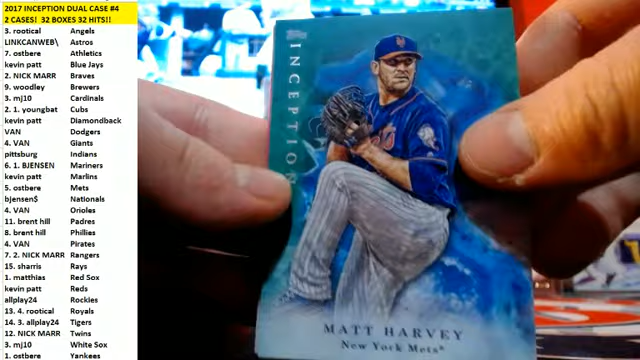 2017 INCEPTION DUAL CASE #4
2 CASES! 32 BOXES 32 HITS!!
3. rootical Angels
LINKCANWEB\ Astros
7. ostbere Athletics
kevin patt Blue Jays
2. NICK MARR Braves
9. woodley Brewers
3. mj10 Cardinals
2. 1. youngbat Cubs
kevin patt Diamondback
VAN Dodgers
4. VAN Giants
pittsburg Indians
6. 1. BJENSEN Mariners
kevin patt Marlins
5. ostbere Mets
bjensen$ Nationals
4. VAN Orioles
11. brent hill Padres
8. brent hill Phillies
4. VAN Pirates
7. 2. NICK MARR Rangers
15. sharris Rays
1. matthias Red Sox
kevin patt Reds
allplay24 Rockies
13. 4. rootical Royals
14. 3. allplay24 Tigers
12. NICK MARR Twins
3. mj10 White Sox
1. ostbere Yankees
INCEPTION
METS
MATT HARVEY
NEW YORK METS®